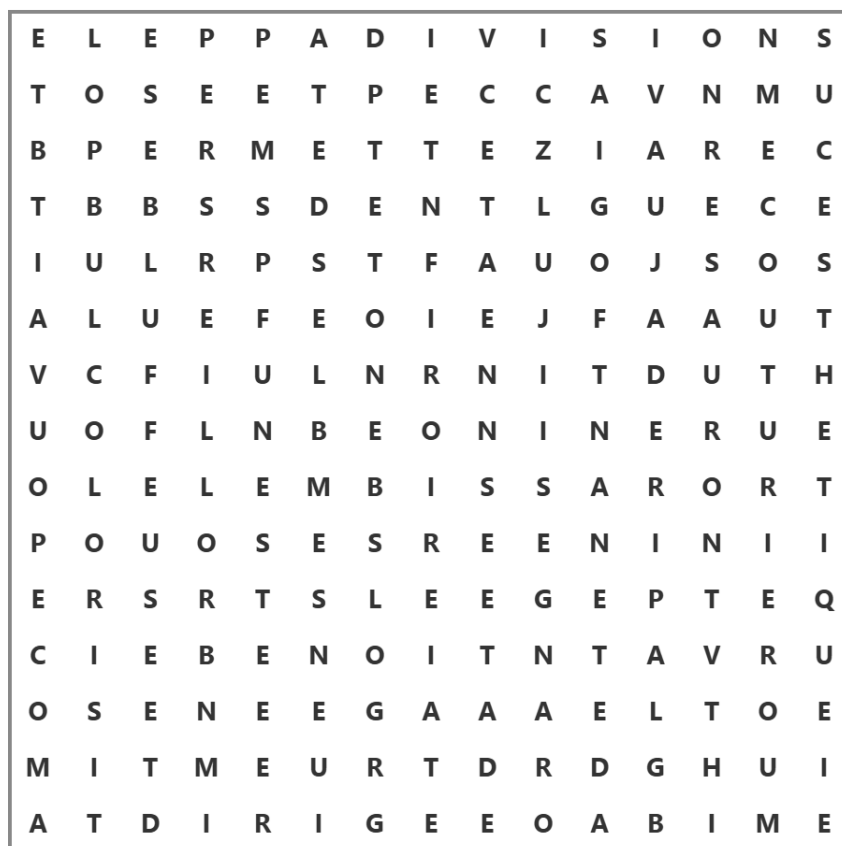 E L E P P A D I V I S I O N S
T O S E E T P E C C A V N M U
B P E R M E T T E Z I A R E C
T B B S S D E N T L G U E C E
I U L R P S T F A U O J S O S
A L U E F E O I E J F A A U T
V C F I U L N R N I T D U T H
U O F L N B E O N I N E R U E
O L E L E M B I S S A R O R T
P O U O S E S R E E N I N I I
E R S R T S L E E G E P T E Q
C I E B E N O I T N T A V R U
O S E N E E G A A A E L T O E
M I T M E U R T D R D G H U I
A T D I R I G E E O A B I M E